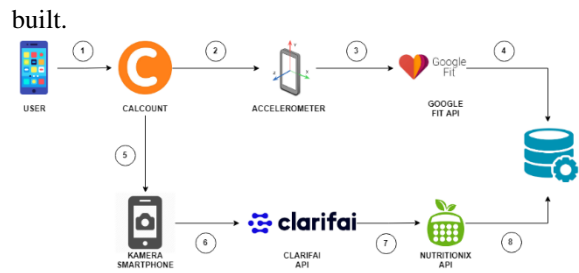 built.
1
2
3
4
Google
Fit
USER
CALCOUNT
ACCELEROMETER
GOOGLE
FIT API
5
clarifai
6
7
8
KAMERA
SMARTPHONE
CLARIFAI
API
NUTRITIONIX
API